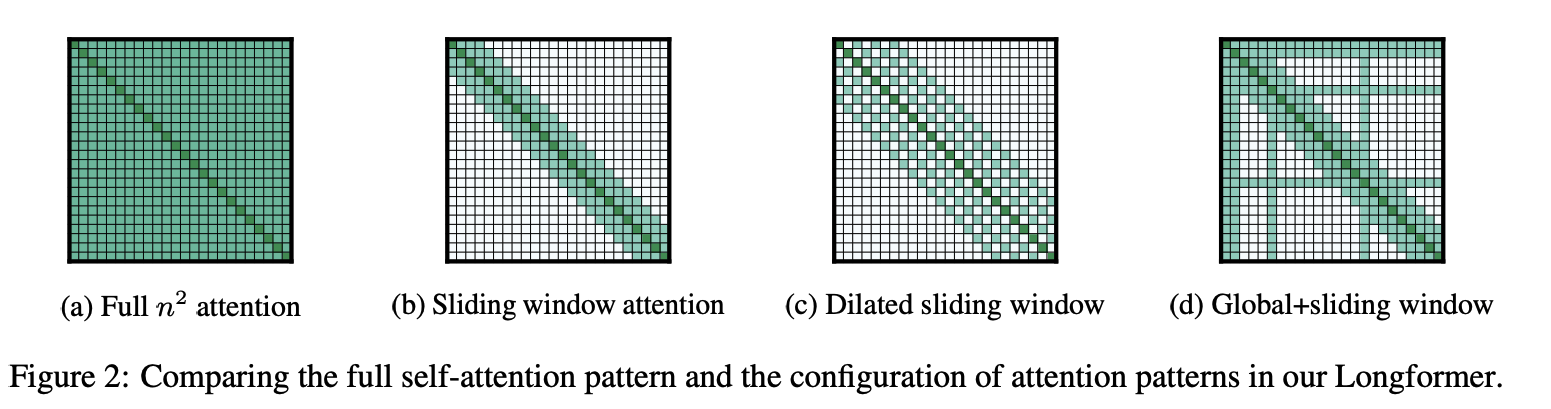 (a) Full n² attention (b) Sliding window attention (c) Dilated sliding window (d) Global+sliding window
Figure 2: Comparing the full self-attention pattern and the configuration of attention patterns in our Longformer.